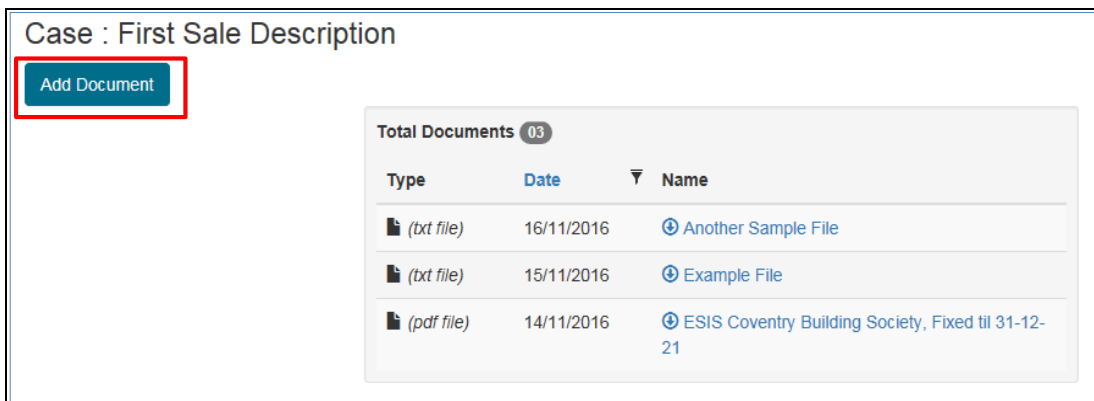 Case : First Sale Description
Add Document
Total Documents 03
Type Date Name
(txt file) 16/11/2016 Another Sample File
(txt file) 15/11/2016 Example File
(pdf file) 14/11/2016 ESIS Coventry Building Society, Fixed til 31-12-
21